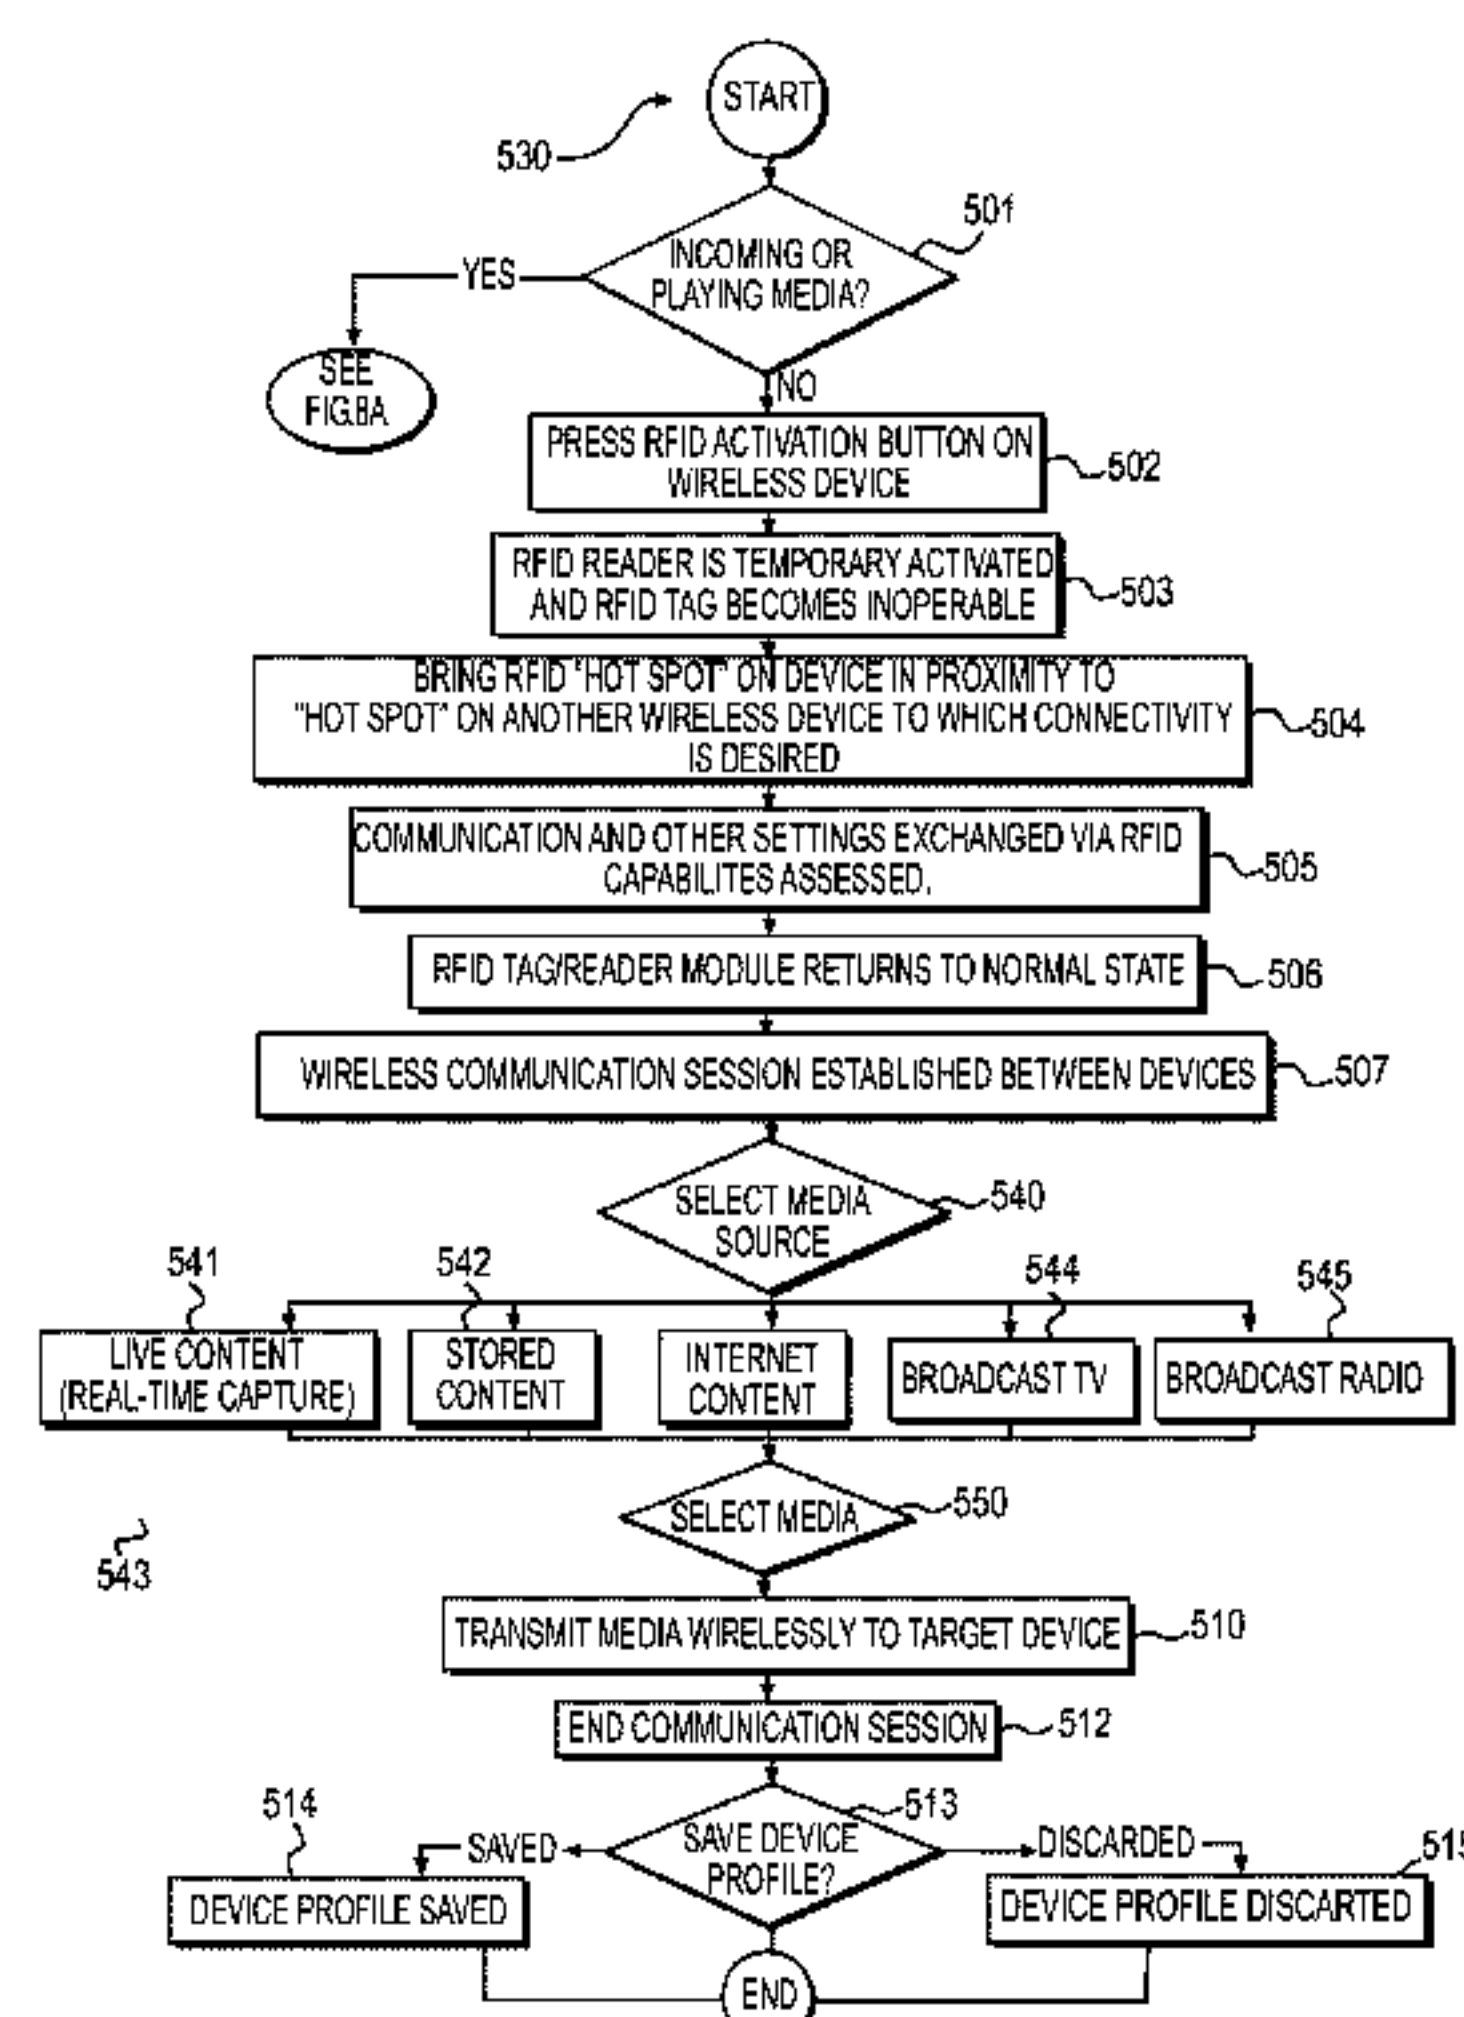 START
530
501
INCOMING OR
PLAYING MEDIA?
YES
SEE
FIG.8A
NO
PRESS RFID ACTIVATION BUTTON ON
WIRELESS DEVICE
502
RFID READER IS TEMPORARY ACTIVATED
AND RFID TAG BECOMES INOPERABLE
503
BRING RFID "HOT SPOT" ON DEVICE IN PROXIMITY TO
"HOT SPOT" ON ANOTHER WIRELESS DEVICE TO WHICH CONNECTIVITY
IS DESIRED
504
COMMUNICATION AND OTHER SETTINGS EXCHANGED VIA RFID
CAPABILITES ASSESSED.
505
RFID TAG/READER MODULE RETURNS TO NORMAL STATE
506
WIRELESS COMMUNICATION SESSION ESTABLISHED BETWEEN DEVICES
507
SELECT MEDIA
SOURCE
540
541
542
544
545
LIVE CONTENT
(REAL-TIME CAPTURE)
STORED
CONTENT
INTERNET
CONTENT
BROADCAST TV
BROADCAST RADIO
SELECT MEDIA
550
543
TRANSMIT MEDIA WIRELESSLY TO TARGET DEVICE
510
END COMMUNICATION SESSION
512
514
513
SAVED
SAVE DEVICE
PROFILE?
DISCARDED
515
DEVICE PROFILE SAVED
DEVICE PROFILE DISCARTED
END